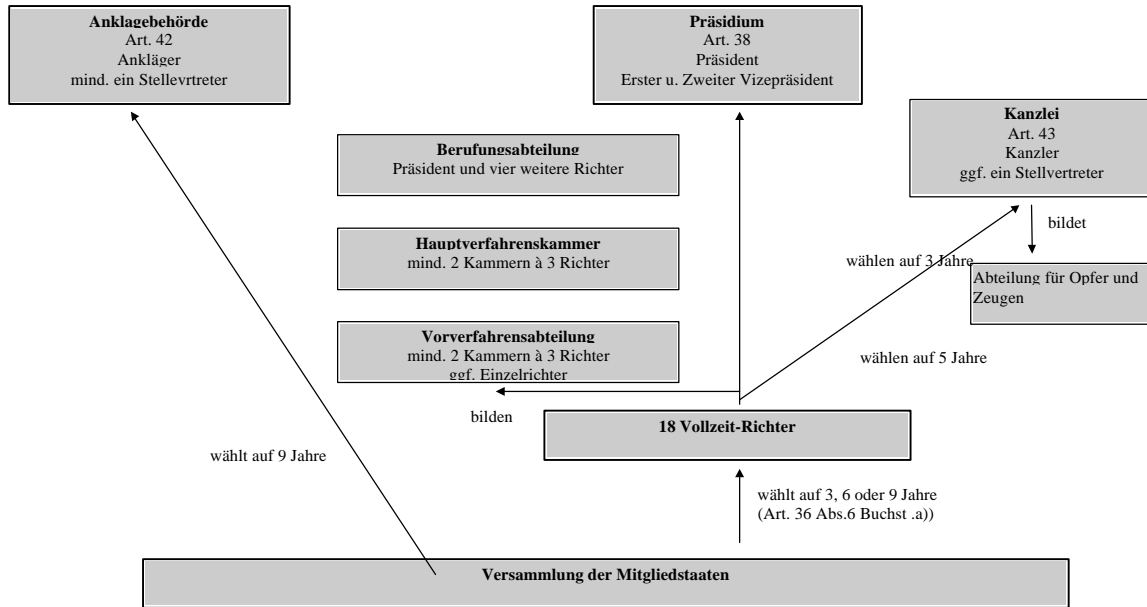 Anklagebehörde
Art. 42
Ankläger
mind. ein Stellevrtreter
Präsidium
Art. 38
Präsident
Erster u. Zweiter Vizepräsident
Kanzlei
Art. 43
Kanzler
ggf. ein Stellvertreter
Berufungsabteilung
Präsident und vier weitere Richter
bildet
Hauptverfahrenskammer
mind. 2 Kammern à 3 Richter
wählen auf 3 Jahre
Abteilung für Opfer und
Zeugen
Vorverfahrensabteilung
mind. 2 Kammern à 3 Richter
ggf. Einzelrichter
wählen auf 5 Jahre
bilden
18 Vollzeit-Richter
wählt auf 9 Jahre
wählt auf 3, 6 oder 9 Jahre
(Art. 36 Abs.6 Buchst .a))
Versammlung der Mitgliedstaaten